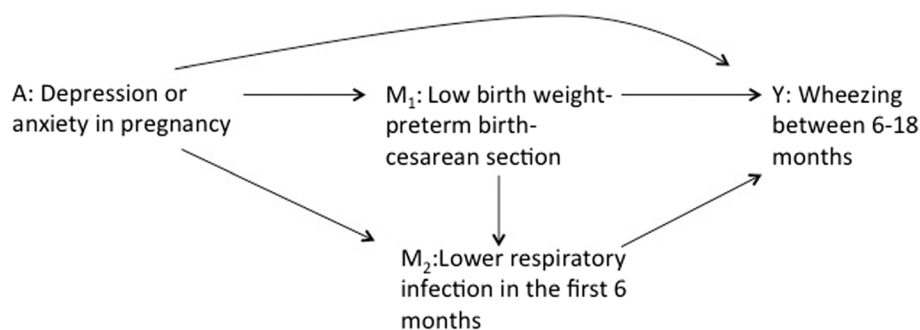 A: Depression or
anxiety in pregnancy
M₁: Low birth weight-
preterm birth-
cesarean section
Y: Wheezing
between 6-18
months
M₂:Lower respiratory
infection in the first 6
months